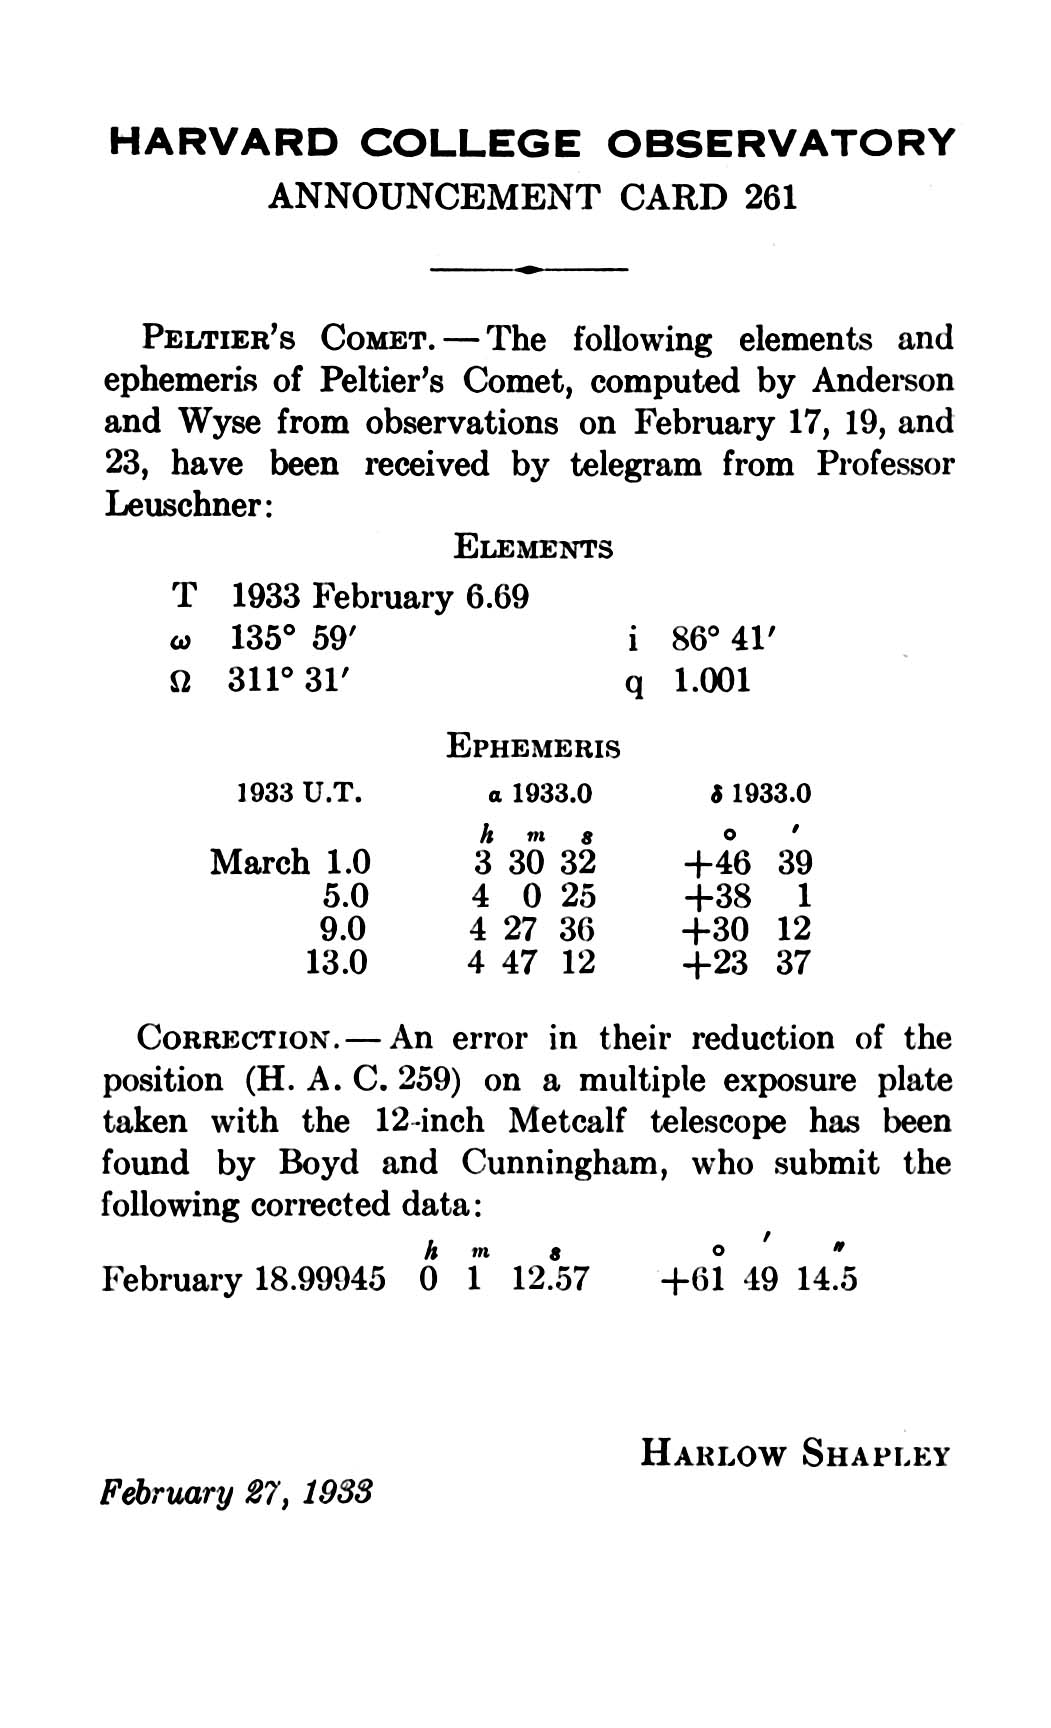 HARVARD COLLEGE OBSERVATORY
ANNOUNCEMENT CARD 261
PELTIER'S COMET. — The following elements and
ephemeris of Peltier's Comet, computed by Anderson
and Wyse from observations on February 17, 19, and
23, have been received by telegram from Professor
Leuschner:
ELEMENTS
T 1933 February 6.69
ω 135° 59′ i 86° 41′
Ω 311° 31′ q 1.001
EPHEMERIS
1933 U.T. α 1933.0 δ 1933.0
h m s ° ′
March 1.0 3 30 32 +46 39
5.0 4 0 25 +38 1
9.0 4 27 36 +30 12
13.0 4 47 12 +23 37
CORRECTION. — An error in their reduction of the
position (H. A. C. 259) on a multiple exposure plate
taken with the 12-inch Metcalf telescope has been
found by Boyd and Cunningham, who submit the
following corrected data:
h m s ° ′ ″
February 18.99945 0 1 12.57 +61 49 14.5
HARLOW SHAPLEY
February 27, 1933